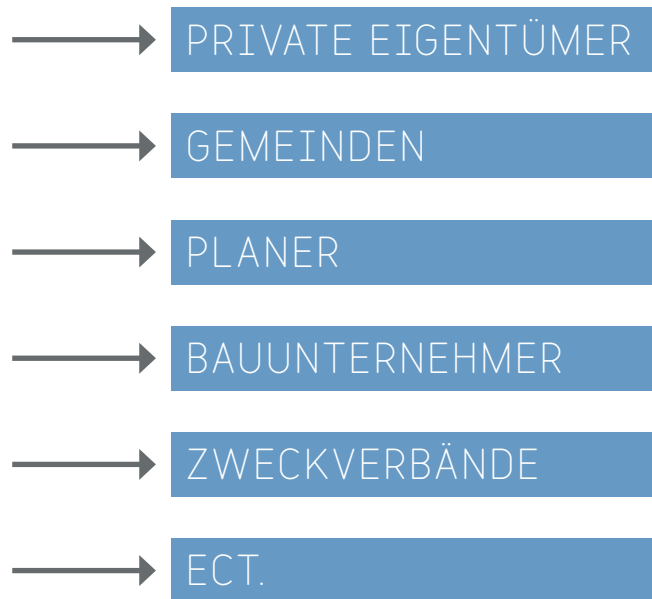 PRIVATE EIGENTÜMER
GEMEINDEN
PLANER
BAUUNTERNEHMER
ZWECKVERBÄNDE
ECT.